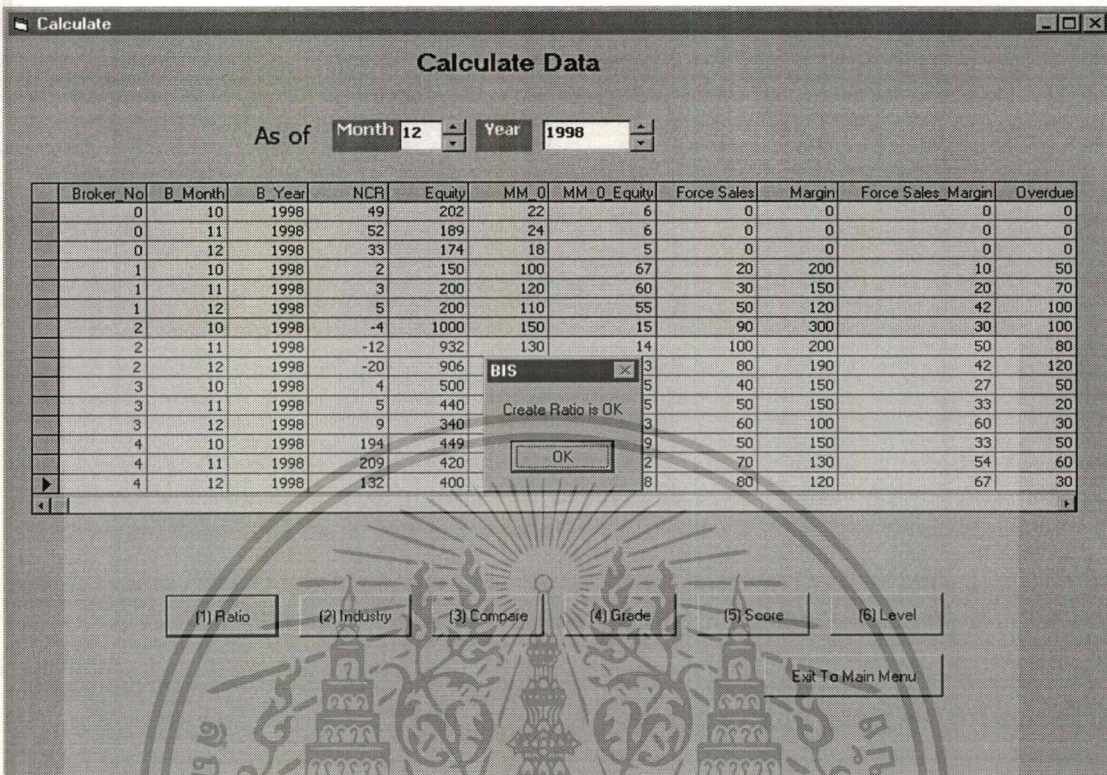 Calculate
Calculate Data
As of Month 12 Year 1998
Broker_No B_Month B_Year NCR Equity MM_0 MM_0_Equity Force Sales Margin Force Sales_Margin Overdue
0 10 1998 49 202 22 6 0 0 0 0
0 11 1998 52 189 24 6 0 0 0 0
0 12 1998 33 174 18 5 0 0 0 0
1 10 1998 2 150 100 67 20 200 10 50
1 11 1998 3 200 120 60 30 150 20 70
1 12 1998 5 200 110 55 50 120 42 100
2 10 1998 -4 1000 150 15 90 300 30 100
2 11 1998 -12 932 130 14 100 200 50 80
2 12 1998 -20 906 3 80 190 42 120
3 10 1998 4 500 5 40 150 27 50
3 11 1998 5 440 5 50 150 33 20
3 12 1998 9 340 3 60 100 60 30
4 10 1998 194 449 9 50 150 33 50
4 11 1998 209 420 2 70 130 54 60
4 12 1998 132 400 8 80 120 67 30
BIS
Create Ratio is OK
OK
(1) Ratio (2) Industry (3) Compare (4) Grade (5) Score (6) Level
Exit To Main Menu